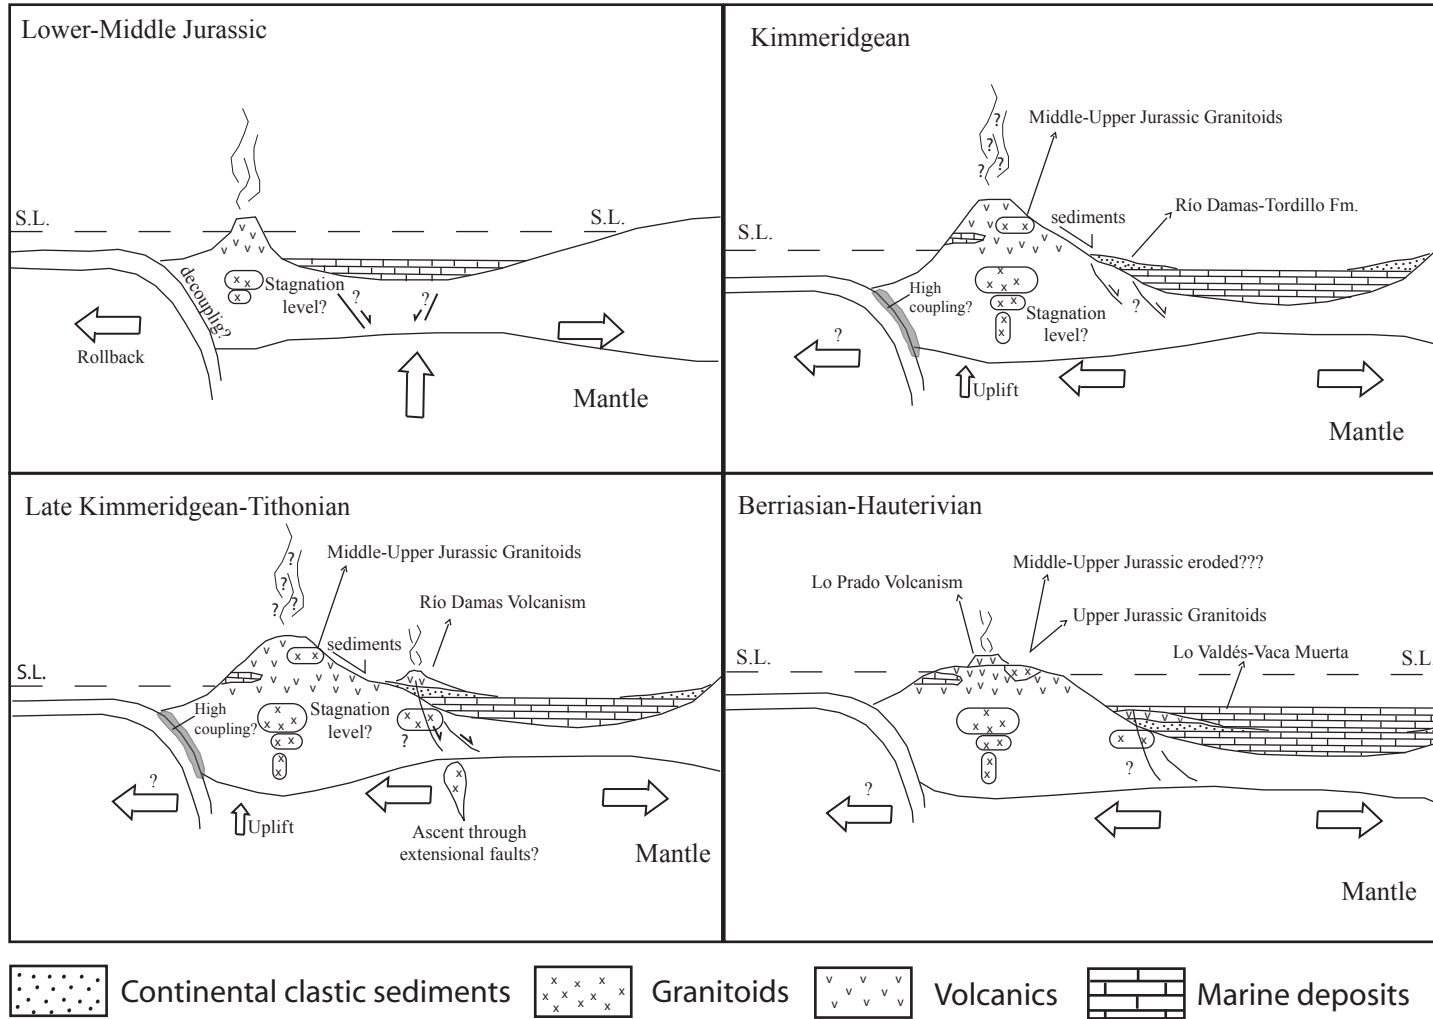 Lower-Middle Jurassic
S.L.
S.L.
decouplig?
Stagnation
level?
?
?
Rollback
Mantle
Kimmeridgean
?
?
?
?
Middle-Upper Jurassic Granitoids
S.L.
sediments
Río Damas-Tordillo Fm.
High
coupling?
Stagnation
level?
?
?
Uplift
Mantle
Late Kimmeridgean-Tithonian
?
?
?
?
Middle-Upper Jurassic Granitoids
Río Damas Volcanism
sediments
S.L.
High
coupling?
Stagnation
level?
?
?
Uplift
Ascent through
extensional faults?
Mantle
Berriasian-Hauterivian
Lo Prado Volcanism
Middle-Upper Jurassic eroded???
Upper Jurassic Granitoids
S.L.
Lo Valdés-Vaca Muerta
S.L.
?
?
Mantle
Continental clastic sediments
Granitoids
Volcanics
Marine deposits